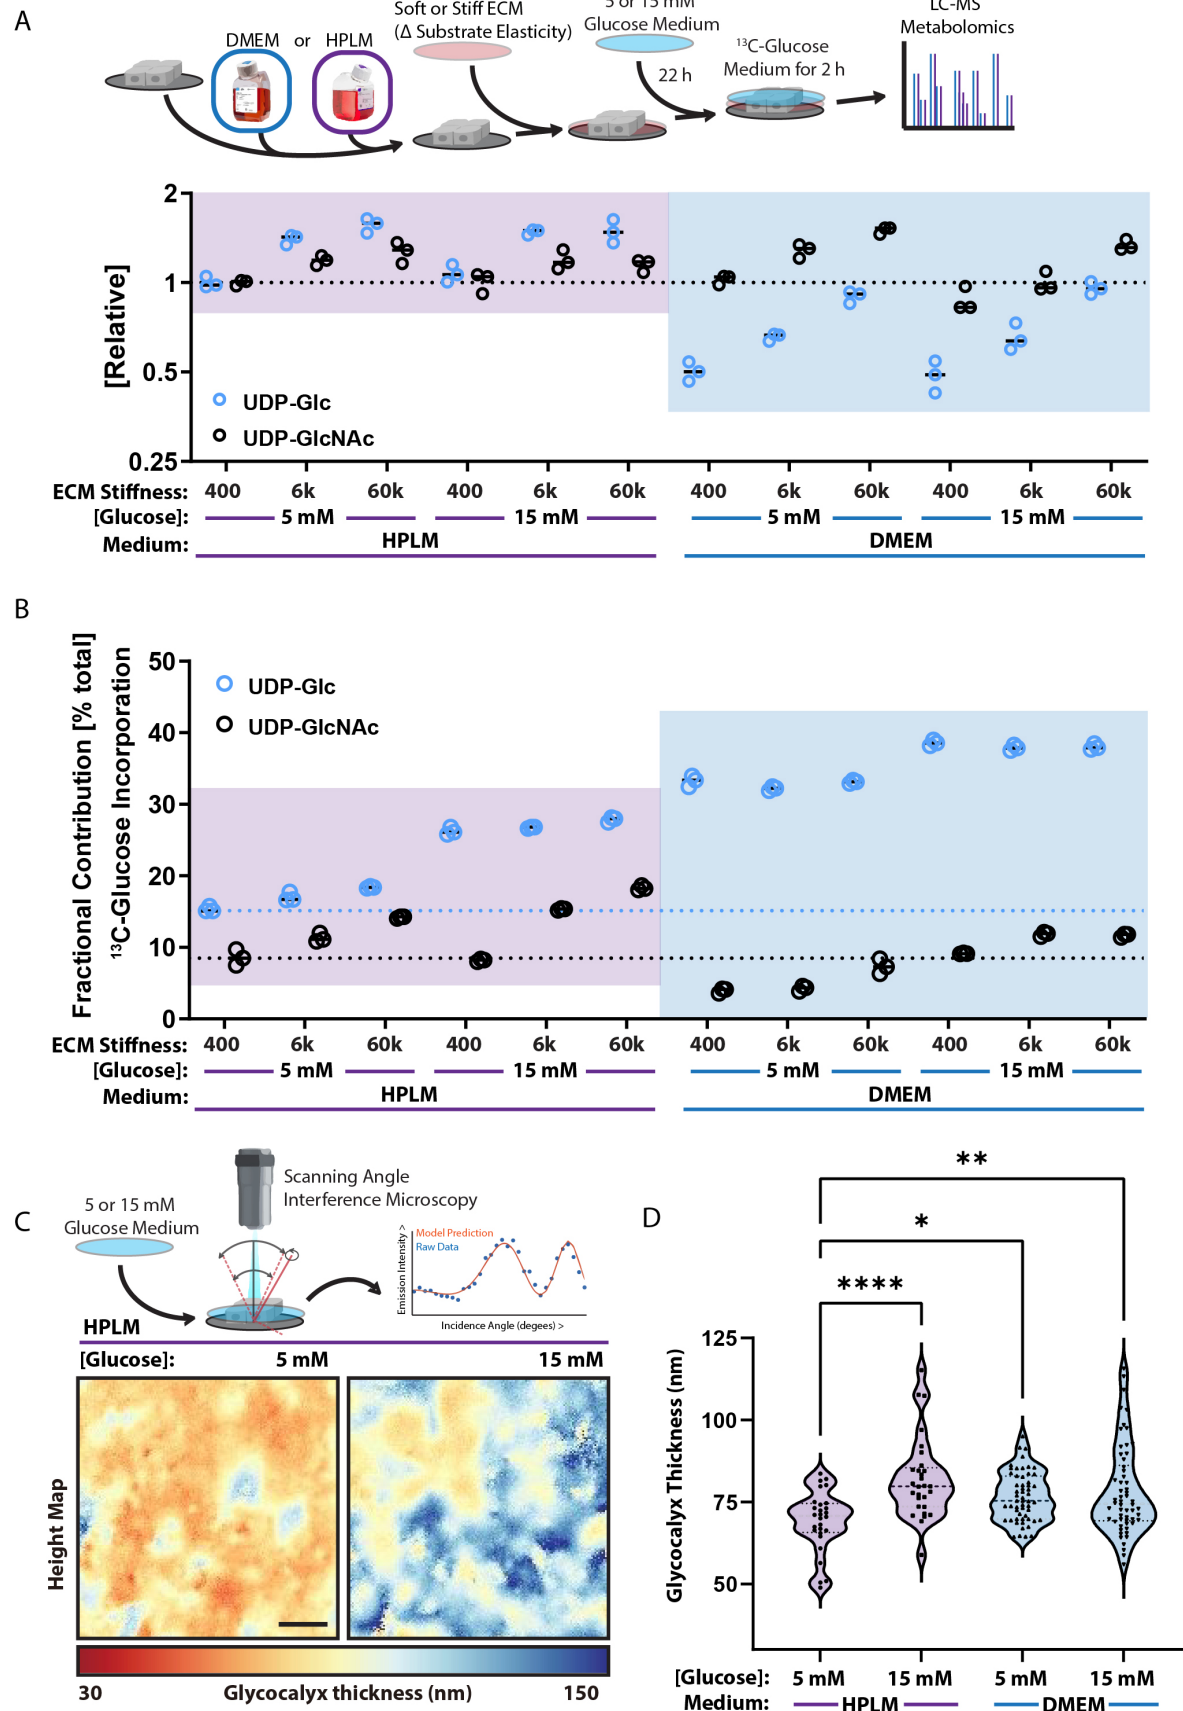 A
DMEM or HPLM
Soft or Stiff ECM
(Δ Substrate Elasticity)
5 or 15 mM
Glucose Medium
22 h
¹³C-Glucose
Medium for 2 h
LC-MS
Metabolomics
[Relative]
2
1
0.5
0.25
UDP-Glc
UDP-GlcNAc
ECM Stiffness: 400 6k 60k 400 6k 60k 400 6k 60k 400 6k 60k
[Glucose]: 5 mM 15 mM 5 mM 15 mM
Medium: HPLM DMEM
B
Fractional Contribution [% total]
¹³C-Glucose Incorporation
50
40
30
20
10
0
UDP-Glc
UDP-GlcNAc
ECM Stiffness: 400 6k 60k 400 6k 60k 400 6k 60k 400 6k 60k
[Glucose]: 5 mM 15 mM 5 mM 15 mM
Medium: HPLM DMEM
C
5 or 15 mM
Glucose Medium
Scanning Angle
Interference Microscopy
Emission Intensity >
Model Prediction
Raw Data
Incidence Angle (degees) >
HPLM
[Glucose]: 5 mM 15 mM
Height Map
30 Glycocalyx thickness (nm) 150
D
**
*
****
Glycocalyx Thickness (nm)
125
100
75
50
[Glucose]: 5 mM 15 mM 5 mM 15 mM
Medium: HPLM DMEM